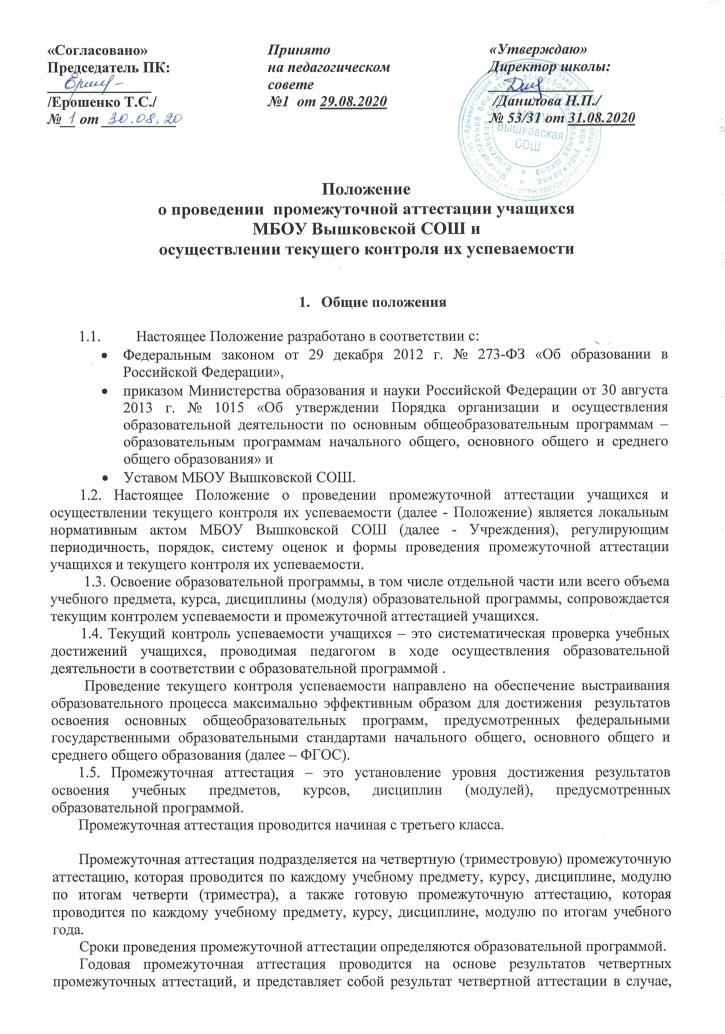 «Согласовано»
Председатель ПК:
/Ерошенко Т.С./
№ 1 от 30.08.20
Принято
на педагогическом
совете
№1 от 29.08.2020
«Утверждаю»
Директор школы:
/Данилова Н.П./
№ 53/31 от 31.08.2020
Вышковская
СОШ
Положение
о проведении промежуточной аттестации учащихся
МБОУ Вышковской СОШ и
осуществлении текущего контроля их успеваемости
1. Общие положения
1.1. Настоящее Положение разработано в соответствии с:
• Федеральным законом от 29 декабря 2012 г. № 273-ФЗ «Об образовании в
Российской Федерации»,
• приказом Министерства образования и науки Российской Федерации от 30 августа
2013 г. № 1015 «Об утверждении Порядка организации и осуществления
образовательной деятельности по основным общеобразовательным программам –
образовательным программам начального общего, основного общего и среднего
общего образования» и
• Уставом МБОУ Вышковской СОШ.
1.2. Настоящее Положение о проведении промежуточной аттестации учащихся и
осуществлении текущего контроля их успеваемости (далее - Положение) является локальным
нормативным актом МБОУ Вышковской СОШ (далее - Учреждения), регулирующим
периодичность, порядок, систему оценок и формы проведения промежуточной аттестации
учащихся и текущего контроля их успеваемости.
1.3. Освоение образовательной программы, в том числе отдельной части или всего объема
учебного предмета, курса, дисциплины (модуля) образовательной программы, сопровождается
текущим контролем успеваемости и промежуточной аттестацией учащихся.
1.4. Текущий контроль успеваемости учащихся – это систематическая проверка учебных
достижений учащихся, проводимая педагогом в ходе осуществления образовательной
деятельности в соответствии с образовательной программой .
Проведение текущего контроля успеваемости направлено на обеспечение выстраивания
образовательного процесса максимально эффективным образом для достижения результатов
освоения основных общеобразовательных программ, предусмотренных федеральными
государственными образовательными стандартами начального общего, основного общего и
среднего общего образования (далее – ФГОС).
1.5. Промежуточная аттестация – это установление уровня достижения результатов
освоения учебных предметов, курсов, дисциплин (модулей), предусмотренных
образовательной программой.
Промежуточная аттестация проводится начиная с третьего класса.
Промежуточная аттестация подразделяется на четвертную (триместровую) промежуточную
аттестацию, которая проводится по каждому учебному предмету, курсу, дисциплине, модулю
по итогам четверти (триместра), а также готовую промежуточную аттестацию, которая
проводится по каждому учебному предмету, курсу, дисциплине, модулю по итогам учебного
года.
Сроки проведения промежуточной аттестации определяются образовательной программой.
Годовая промежуточная аттестация проводится на основе результатов четвертных
промежуточных аттестаций, и представляет собой результат четвертной аттестации в случае,